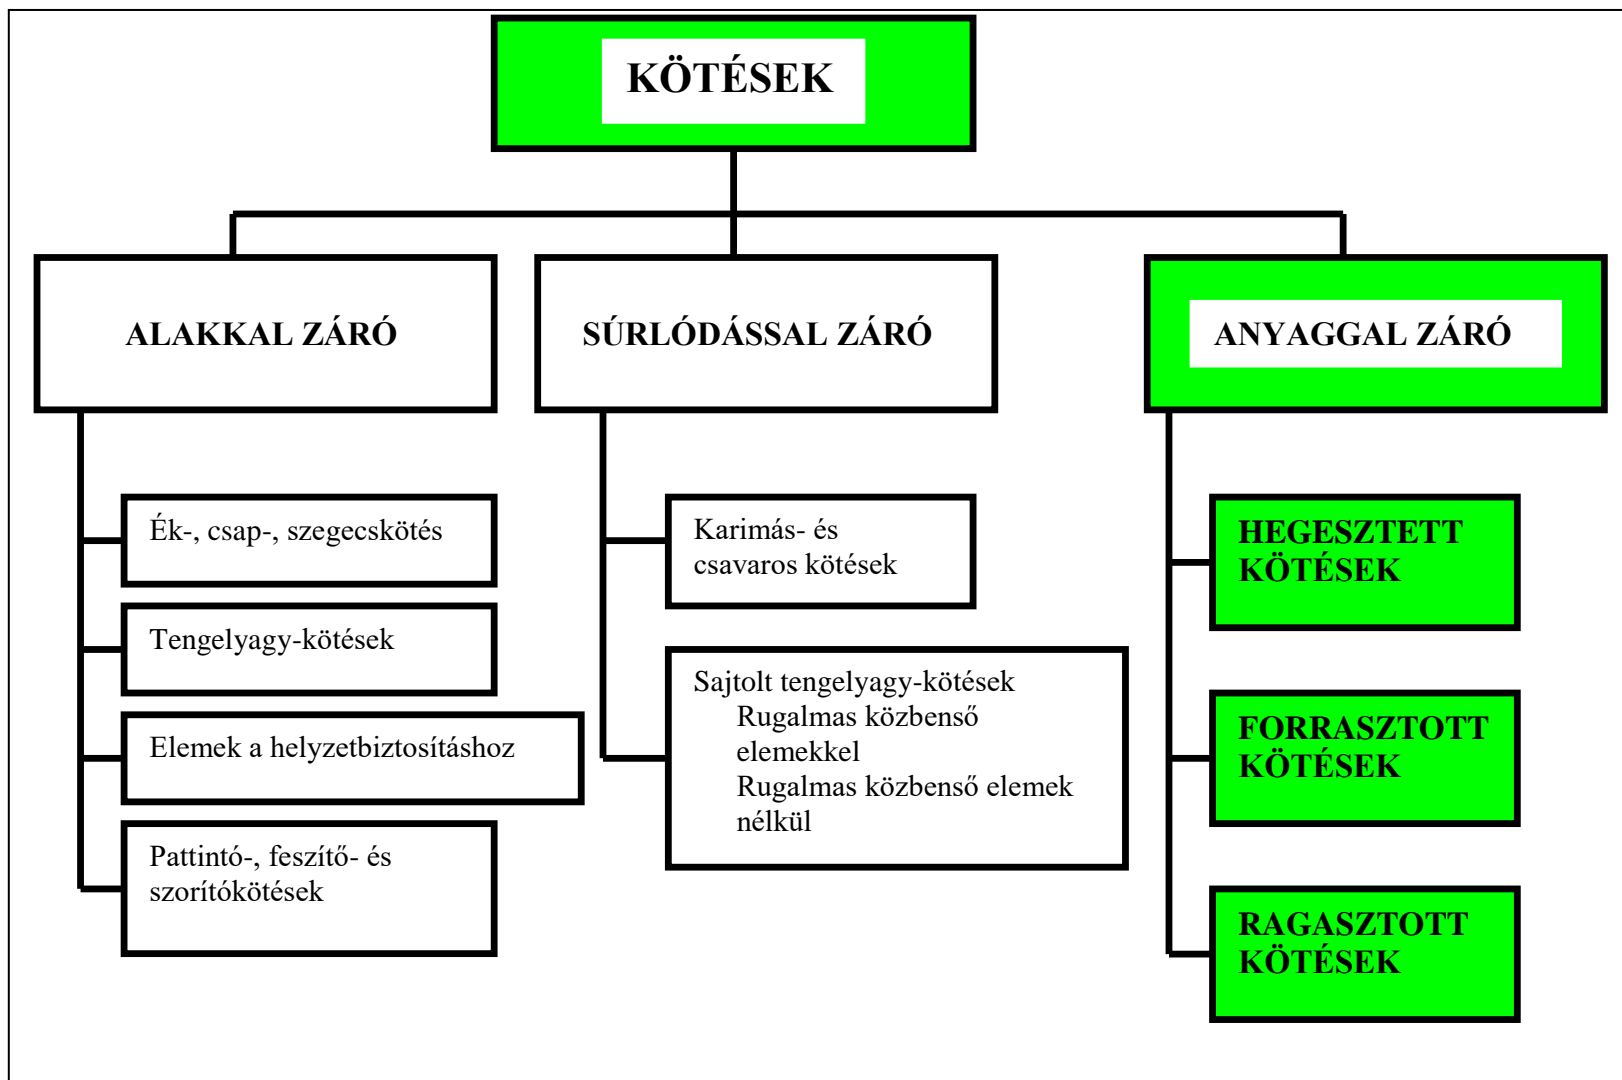 KÖTÉSEK
ALAKKAL ZÁRÓ
SÚRLÓDÁSSAL ZÁRÓ
ANYAGGAL ZÁRÓ
Ék-, csap-, szegecskötés
Tengelyagy-kötések
Elemek a helyzetbiztosításhoz
Pattintó-, feszítő- és
szorítókötések
Karimás- és
csavaros kötések
Sajtolt tengelyagy-kötések
Rugalmas közbenső
elemekkel
Rugalmas közbenső elemek
nélkül
HEGESZTETT
KÖTÉSEK
FORRASZTOTT
KÖTÉSEK
RAGASZTOTT
KÖTÉSEK